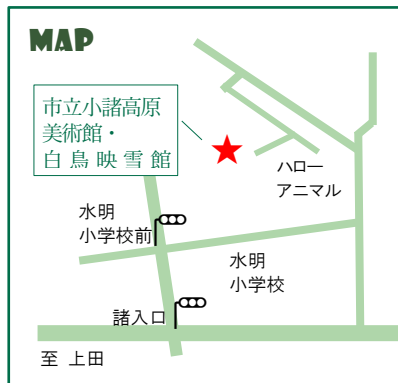 MAP
市立小諸高原
美術館・
白鳥映雪館
ハロー
アニマル
水明
小学校前
水明
小学校
諸入口
至 上田